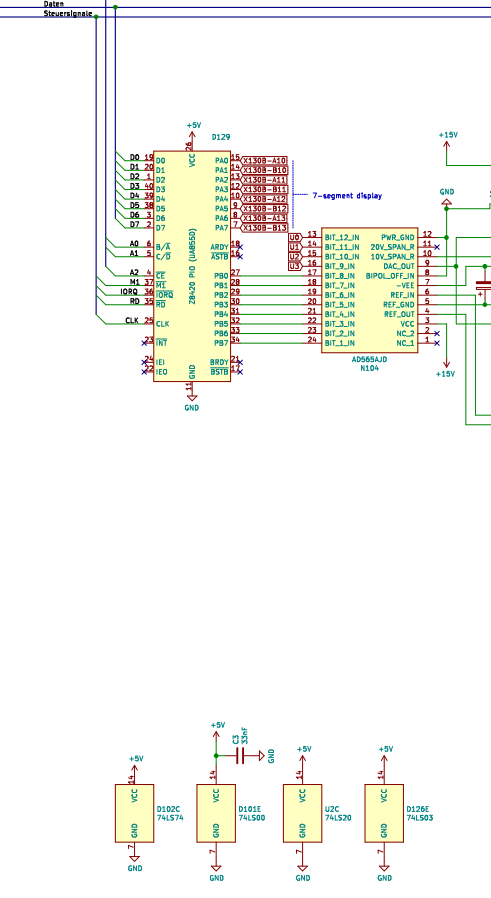 Daten
Steuersignale
+5V
D129
+15V
26
VCC
D0 19 D0 PA0 15 X130B-A10
D1 20 D1 PA1 14 X130B-B10
D2 1 D2 PA2 13 X130B-A11
D3 40 D3 PA3 12 X130B-B11
D4 39 D4 PA4 10 X130B-A12
D5 38 D5 PA5 9 X130B-B12
D6 3 D6 PA6 8 X130B-A13
D7 2 D7 PA7 7 X130B-B13
7-segment display
GND
Z8420 PIO (UA855D)
A0 6 B/A ARDY 18
A1 5 C/D ASTB 16
A2 4 CE PB0 27
M1 37 M1 PB1 28
IORQ 36 IORQ PB2 29
RD 35 RD PB3 30
PB4 31
CLK 25 CLK PB5 32
PB6 33
23 INT PB7 34
24 IEI BRDY 21
22 IEO BSTB 17
GND
11
GND
U0 13 BIT_12_IN PWR_GND 12
U1 14 BIT_11_IN 20V_SPAN_R 11
U2 15 BIT_10_IN 10V_SPAN_R 10
U3 16 BIT_9_IN DAC_OUT 9
17 BIT_8_IN BIPOL_OFF_IN 8
18 BIT_7_IN -VEE 7
19 BIT_6_IN REF_IN 6
20 BIT_5_IN REF_GND 5
21 BIT_4_IN REF_OUT 4
22 BIT_3_IN VCC 3
23 BIT_2_IN NC_2 2
24 BIT_1_IN NC_1 1
AD565AJD
N104
+
+15V
+5V
14
VCC
D102C
74LS74
GND
7
GND
+5V
C3
33nF
GND
14
VCC
D101E
74LS00
GND
7
GND
+5V
14
VCC
U2C
74LS20
GND
7
GND
+5V
14
VCC
D126E
74LS03
GND
7
GND